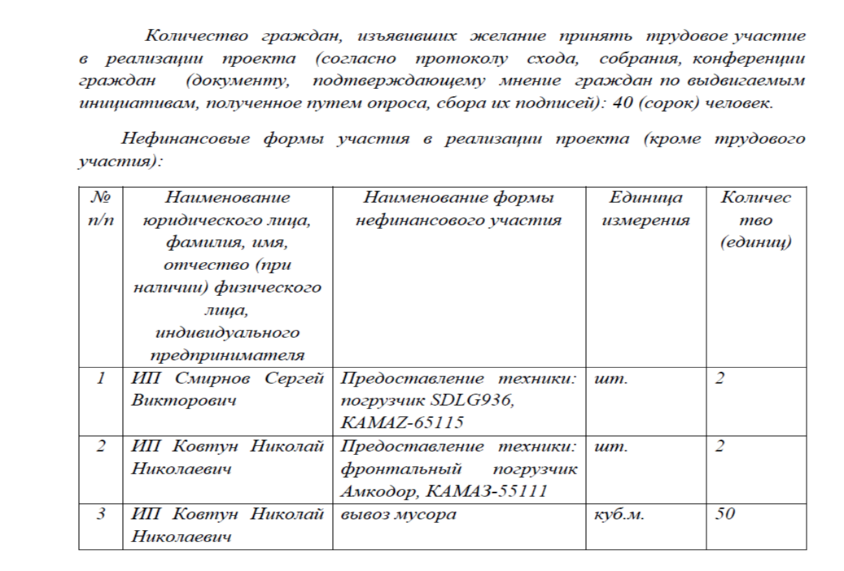 Количество граждан, изъявивших желание принять трудовое участие
в реализации проекта (согласно протоколу схода, собрания, конференции
граждан (документу, подтверждающему мнение граждан по выдвигаемым
инициативам, полученное путем опроса, сбора их подписей): 40 (сорок) человек.
Нефинансовые формы участия в реализации проекта (кроме трудового
участия):
№
п/п
Наименование
юридического лица,
фамилия, имя,
отчество (при
наличии) физического
лица,
индивидуального
предпринимателя
Наименование формы
нефинансового участия
Единица
измерения
Количес
тво
(единиц)
1
ИП Смирнов Сергей
Викторович
Предоставление техники:
погрузчик SDLG936,
KAMAZ-65115
шт.
2
2
ИП Ковтун Николай
Николаевич
Предоставление техники:
фронтальный погрузчик
Амкодор, КАМАЗ-55111
шт.
2
3
ИП Ковтун Николай
Николаевич
вывоз мусора
куб.м.
50